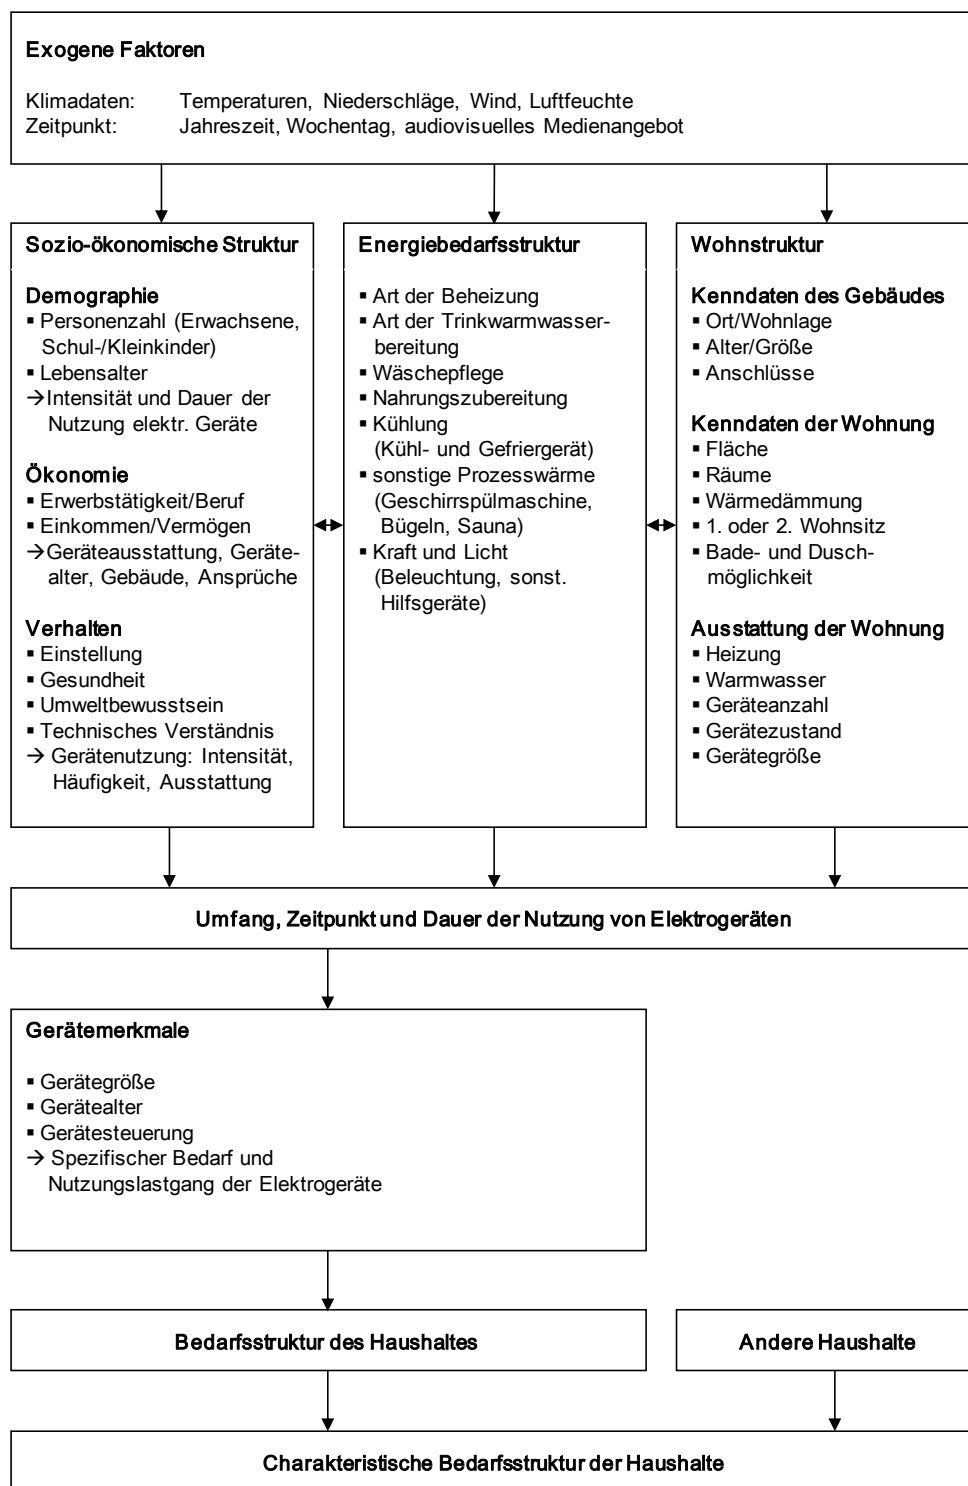 Exogene Faktoren
Klimadaten: Temperaturen, Niederschläge, Wind, Luftfeuchte
Zeitpunkt: Jahreszeit, Wochentag, audiovisuelles Medienangebot
Sozio-ökonomische Struktur
Demographie
▪ Personenzahl (Erwachsene,
Schul-/Kleinkinder)
▪ Lebensalter
→Intensität und Dauer der
Nutzung elektr. Geräte
Ökonomie
▪ Erwerbstätigkeit/Beruf
▪ Einkommen/Vermögen
→Geräteausstattung, Geräte-
alter, Gebäude, Ansprüche
Verhalten
▪ Einstellung
▪ Gesundheit
▪ Umweltbewusstsein
▪ Technisches Verständnis
→ Gerätenutzung: Intensität,
Häufigkeit, Ausstattung
Energiebedarfsstruktur
▪ Art der Beheizung
▪ Art der Trinkwarmwasser-
bereitung
▪ Wäschepflege
▪ Nahrungszubereitung
▪ Kühlung
(Kühl- und Gefriergerät)
▪ sonstige Prozesswärme
(Geschirrspülmaschine,
Bügeln, Sauna)
▪ Kraft und Licht
(Beleuchtung, sonst.
Hilfsgeräte)
Wohnstruktur
Kenndaten des Gebäudes
▪ Ort/Wohnlage
▪ Alter/Größe
▪ Anschlüsse
Kenndaten der Wohnung
▪ Fläche
▪ Räume
▪ Wärmedämmung
▪ 1. oder 2. Wohnsitz
▪ Bade- und Dusch-
möglichkeit
Ausstattung der Wohnung
▪ Heizung
▪ Warmwasser
▪ Geräteanzahl
▪ Gerätezustand
▪ Gerätegröße
Umfang, Zeitpunkt und Dauer der Nutzung von Elektrogeräten
Gerätemerkmale
▪ Gerätegröße
▪ Gerätealter
▪ Gerätesteuerung
→ Spezifischer Bedarf und
Nutzungslastgang der Elektrogeräte
Bedarfsstruktur des Haushaltes
Andere Haushalte
Charakteristische Bedarfsstruktur der Haushalte